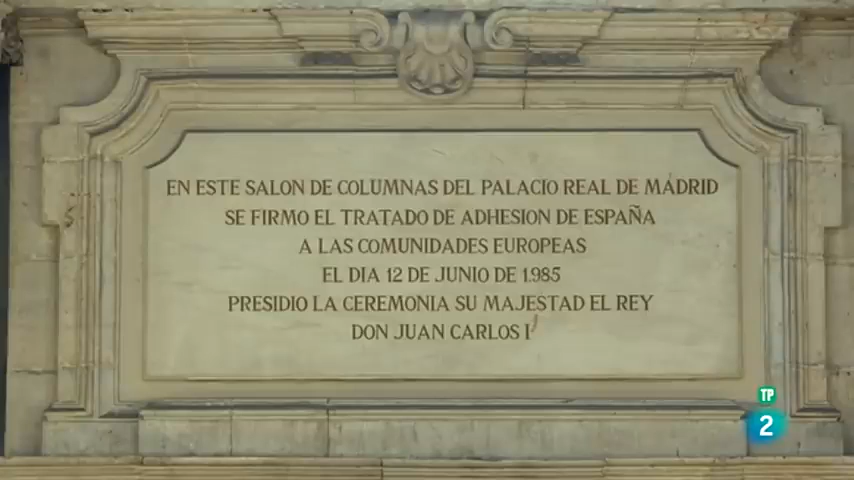 EN ESTE SALON DE COLUMNAS DEL PALACIO REAL DE MADRID
SE FIRMO EL TRATADO DE ADHESION DE ESPAÑA
A LAS COMUNIDADES EUROPEAS
EL DIA 12 DE JUNIO DE 1.985
PRESIDIO LA CEREMONIA SU MAJESTAD EL REY
DON JUAN CARLOS I
TP
2